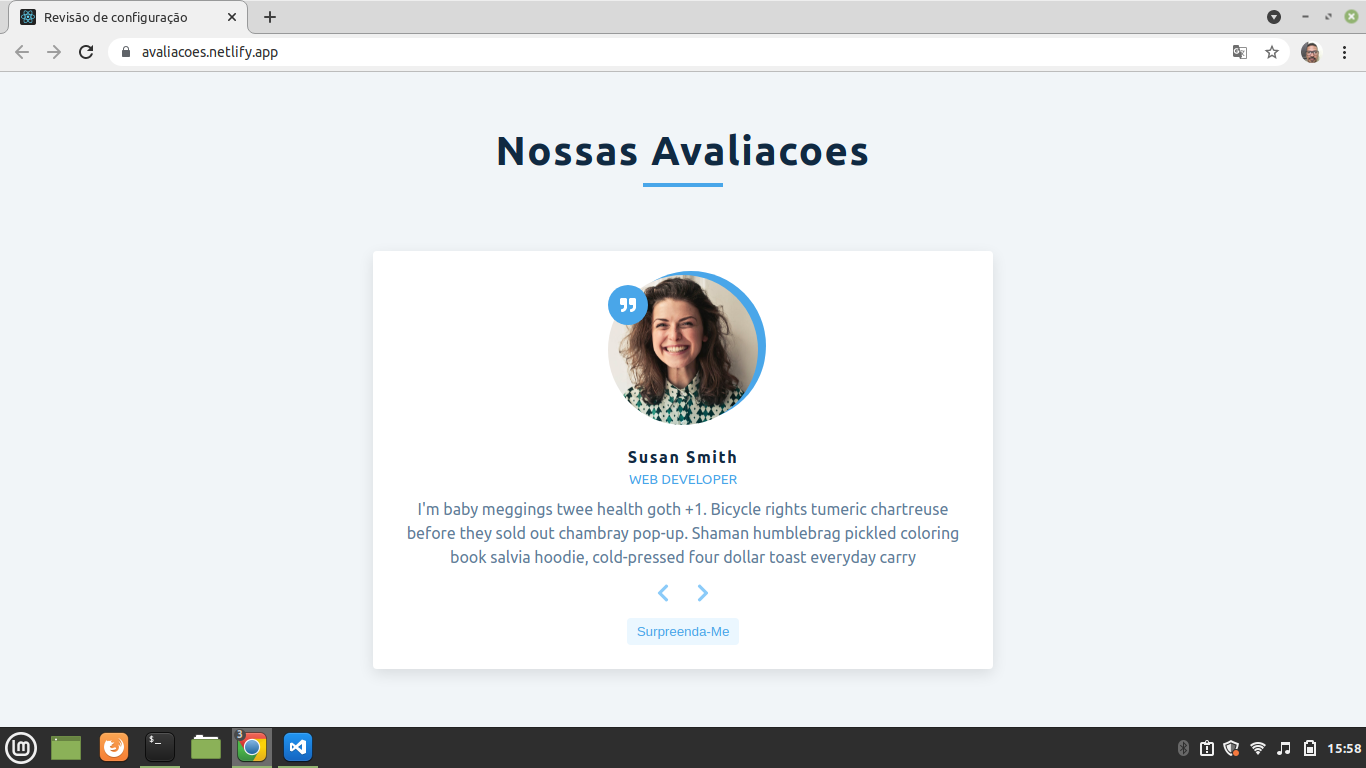 Revisão de configuração
avaliacoes.netlify.app
Nossas Avaliacoes
Susan Smith
WEB DEVELOPER
I'm baby meggings twee health goth +1. Bicycle rights tumeric chartreuse
before they sold out chambray pop-up. Shaman humblebrag pickled coloring
book salvia hoodie, cold-pressed four dollar toast everyday carry
Surpreenda-Me
$_
3
15:58